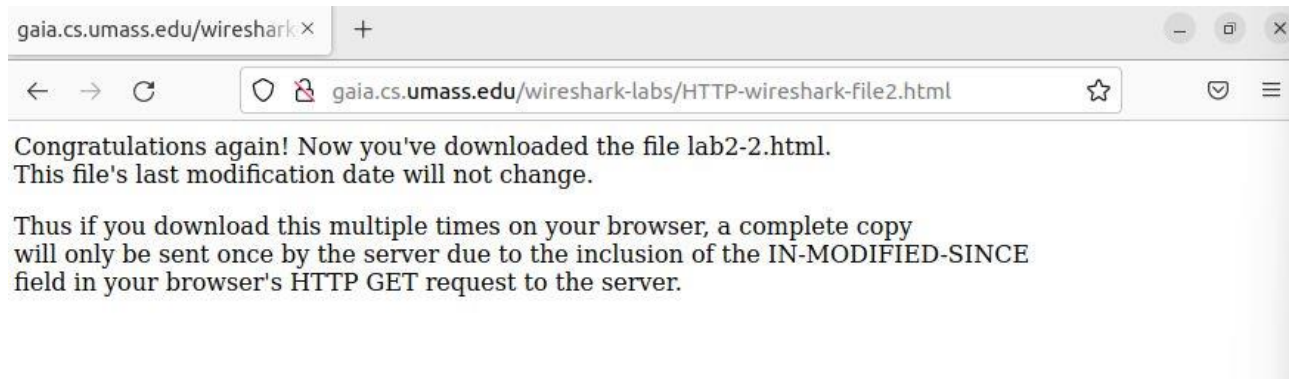 gaia.cs.umass.edu/wireshark
gaia.cs.umass.edu/wireshark-labs/HTTP-wireshark-file2.html
Congratulations again! Now you've downloaded the file lab2-2.html.
This file's last modification date will not change.
Thus if you download this multiple times on your browser, a complete copy
will only be sent once by the server due to the inclusion of the IN-MODIFIED-SINCE
field in your browser's HTTP GET request to the server.